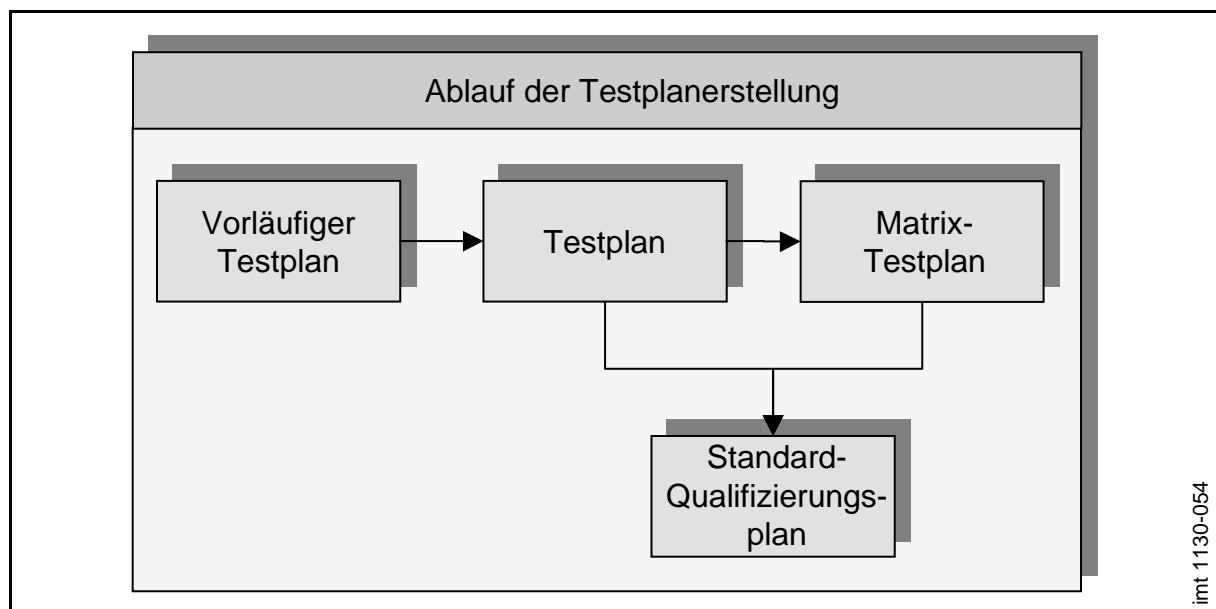 Ablauf der Testplanerstellung
Vorläufiger
Testplan
Testplan
Matrix-
Testplan
Standard-
Qualifizierungs-
plan
imt 1130-054